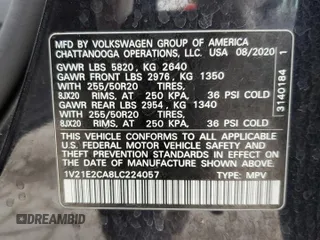 MFD. BY VOLKSWAGEN GROUP OF AMERICA
CHATTANOOGA OPERATIONS, LLC. USA 08/2020
GVWR LBS 5820, KG 2640
GAWR FRONT LBS 2976, KG 1350
WITH 255/50R20 TIRES,
8JX20 RIMS, AT 250 KPA, 36 PSI COLD
GAWR REAR LBS 2954, KG 1340
WITH 255/50R20 TIRES,
8JX20 RIMS, AT 250 KPA, 36 PSI COLD
THIS VEHICLE CONFORMS TO ALL APPLICABLE
U.S. FEDERAL MOTOR VEHICLE SAFETY STANDARDS
IN EFFECT ON THE DATE OF MANUFACTURE
SHOWN ABOVE.
1V21E2CA8LC224057 TYPE: MPV
3140184 1
DREAMBID